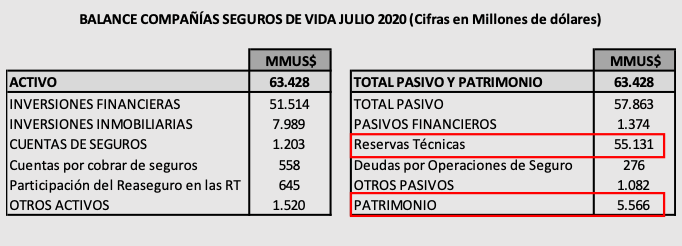 BALANCE COMPAÑÍAS SEGUROS DE VIDA JULIO 2020 (Cifras en Millones de dólares)
MMUS$
ACTIVO 63.428
INVERSIONES FINANCIERAS 51.514
INVERSIONES INMOBILIARIAS 7.989
CUENTAS DE SEGUROS 1.203
Cuentas por cobrar de seguros 558
Participación del Reaseguro en las RT 645
OTROS ACTIVOS 1.520
MMUS$
TOTAL PASIVO Y PATRIMONIO 63.428
TOTAL PASIVO 57.863
PASIVOS FINANCIEROS 1.374
Reservas Técnicas 55.131
Deudas por Operaciones de Seguro 276
OTROS PASIVOS 1.082
PATRIMONIO 5.566